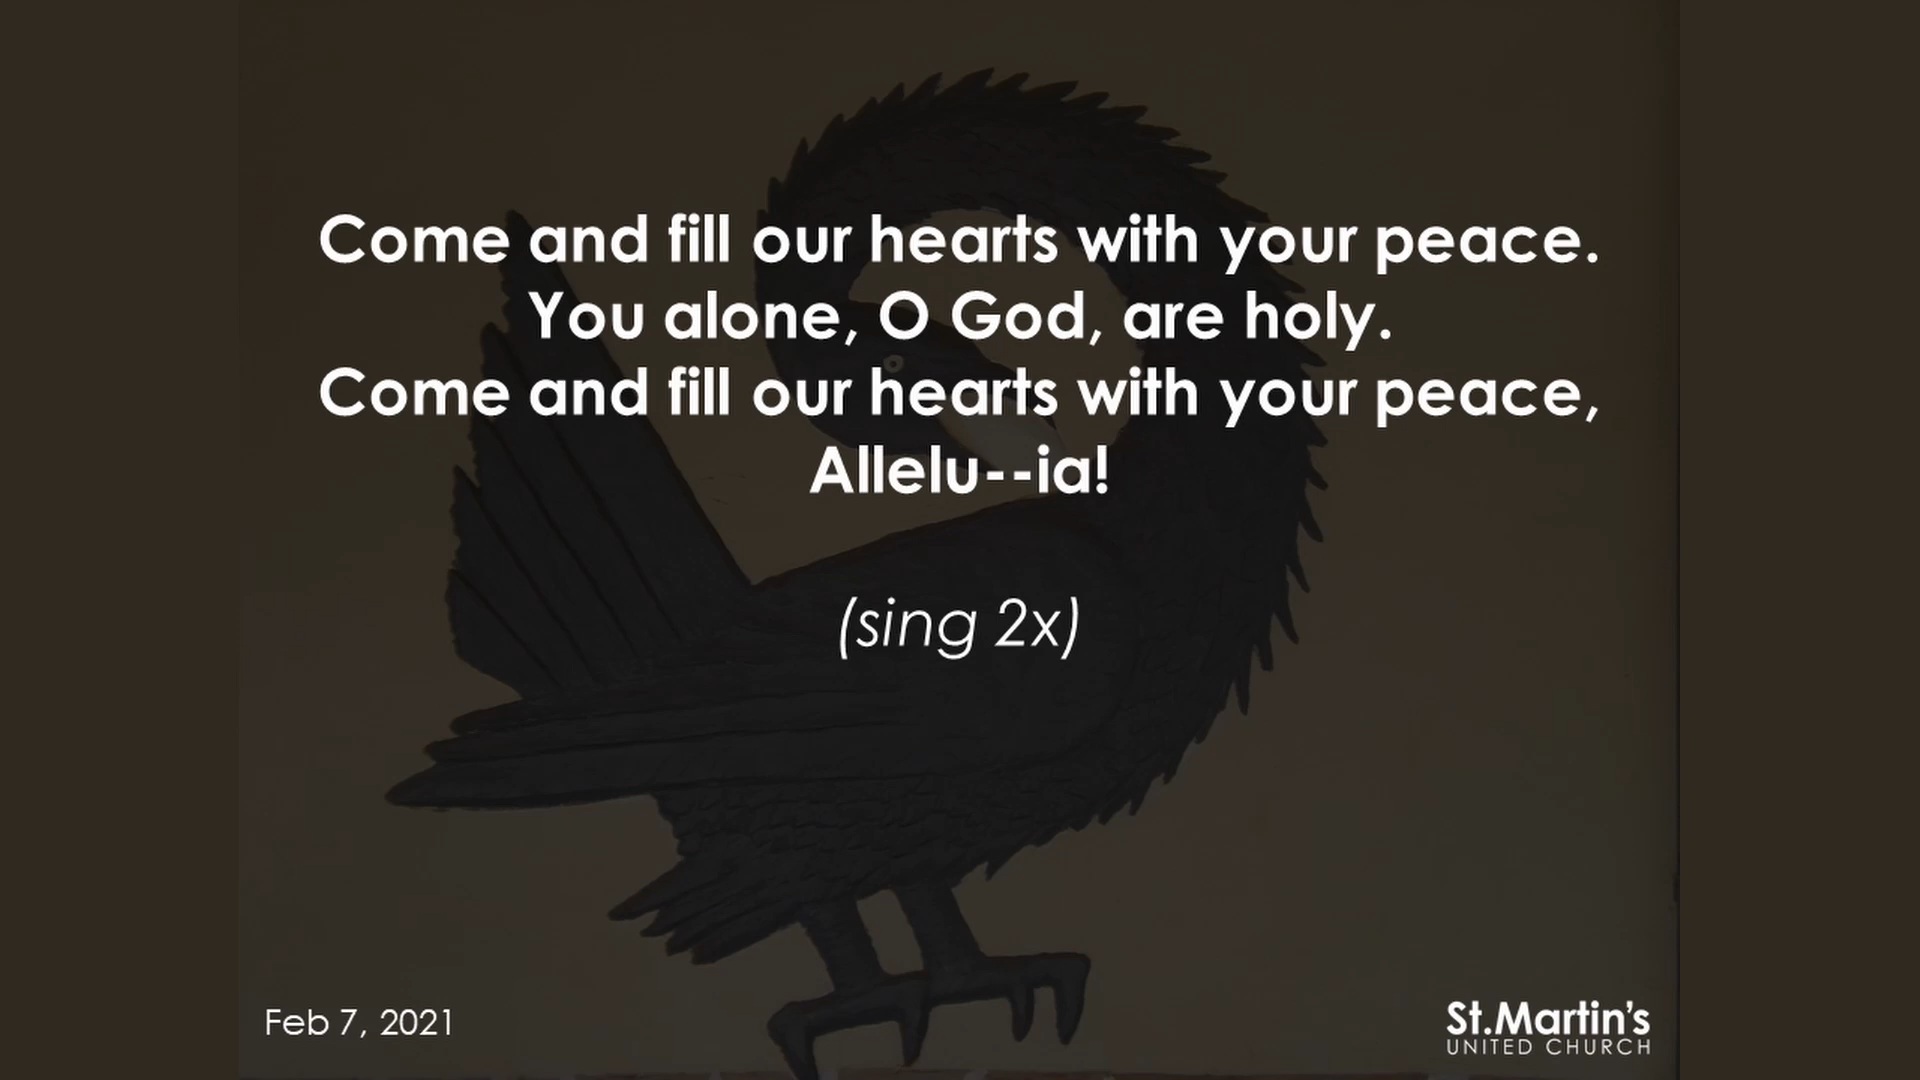 Come and fill our hearts with your peace.
You alone, O God, are holy.
Come and fill our hearts with your peace,
Allelu--ia!
(sing 2x)
Feb 7, 2021
St.Martin's
UNITED CHURCH